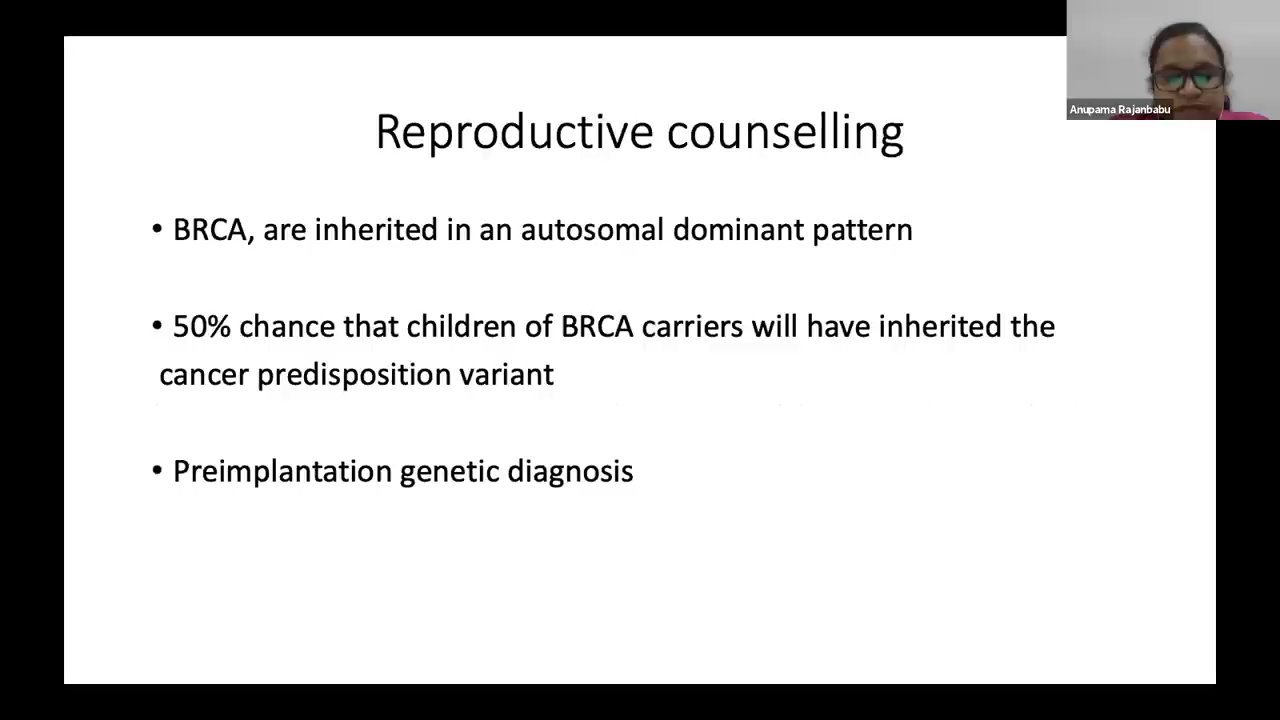 Anupama Rajanbabu
Reproductive counselling
• BRCA, are inherited in an autosomal dominant pattern
• 50% chance that children of BRCA carriers will have inherited the
cancer predisposition variant
• Preimplantation genetic diagnosis